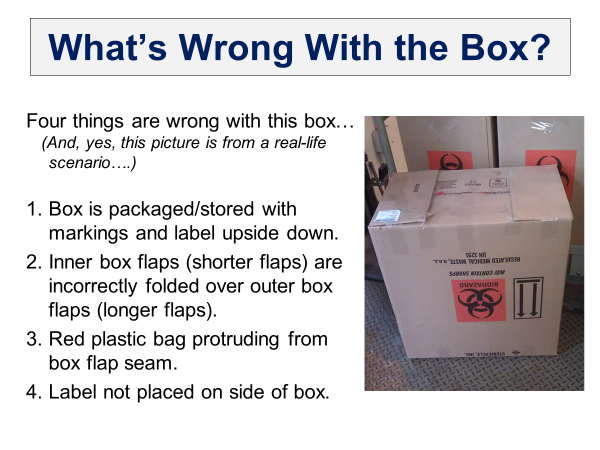 What’s Wrong With the Box?
Four things are wrong with this box…
(And, yes, this picture is from a real-life
scenario….)
1. Box is packaged/stored with
markings and label upside down.
2. Inner box flaps (shorter flaps) are
incorrectly folded over outer box
flaps (longer flaps).
3. Red plastic bag protruding from
box flap seam.
4. Label not placed on side of box.
STERICYCLE, INC.
BIOHAZARD
MAY CONTAIN SHARPS
UN 3291
REGULATED MEDICAL WASTE, n.o.s.